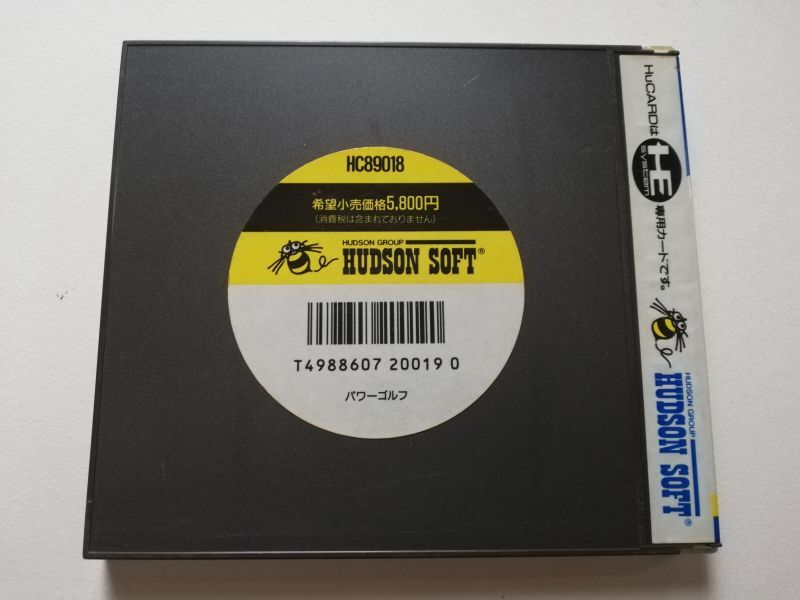 HC89018
希望小売価格5,800円
(消費税は含まれておりません)
HUDSON GROUP
HUDSON SOFT®
T4988607 20019 0
パワーゴルフ
HuCARDは
HE
system
専用カードです。
HUDSON GROUP
HUDSON SOFT®